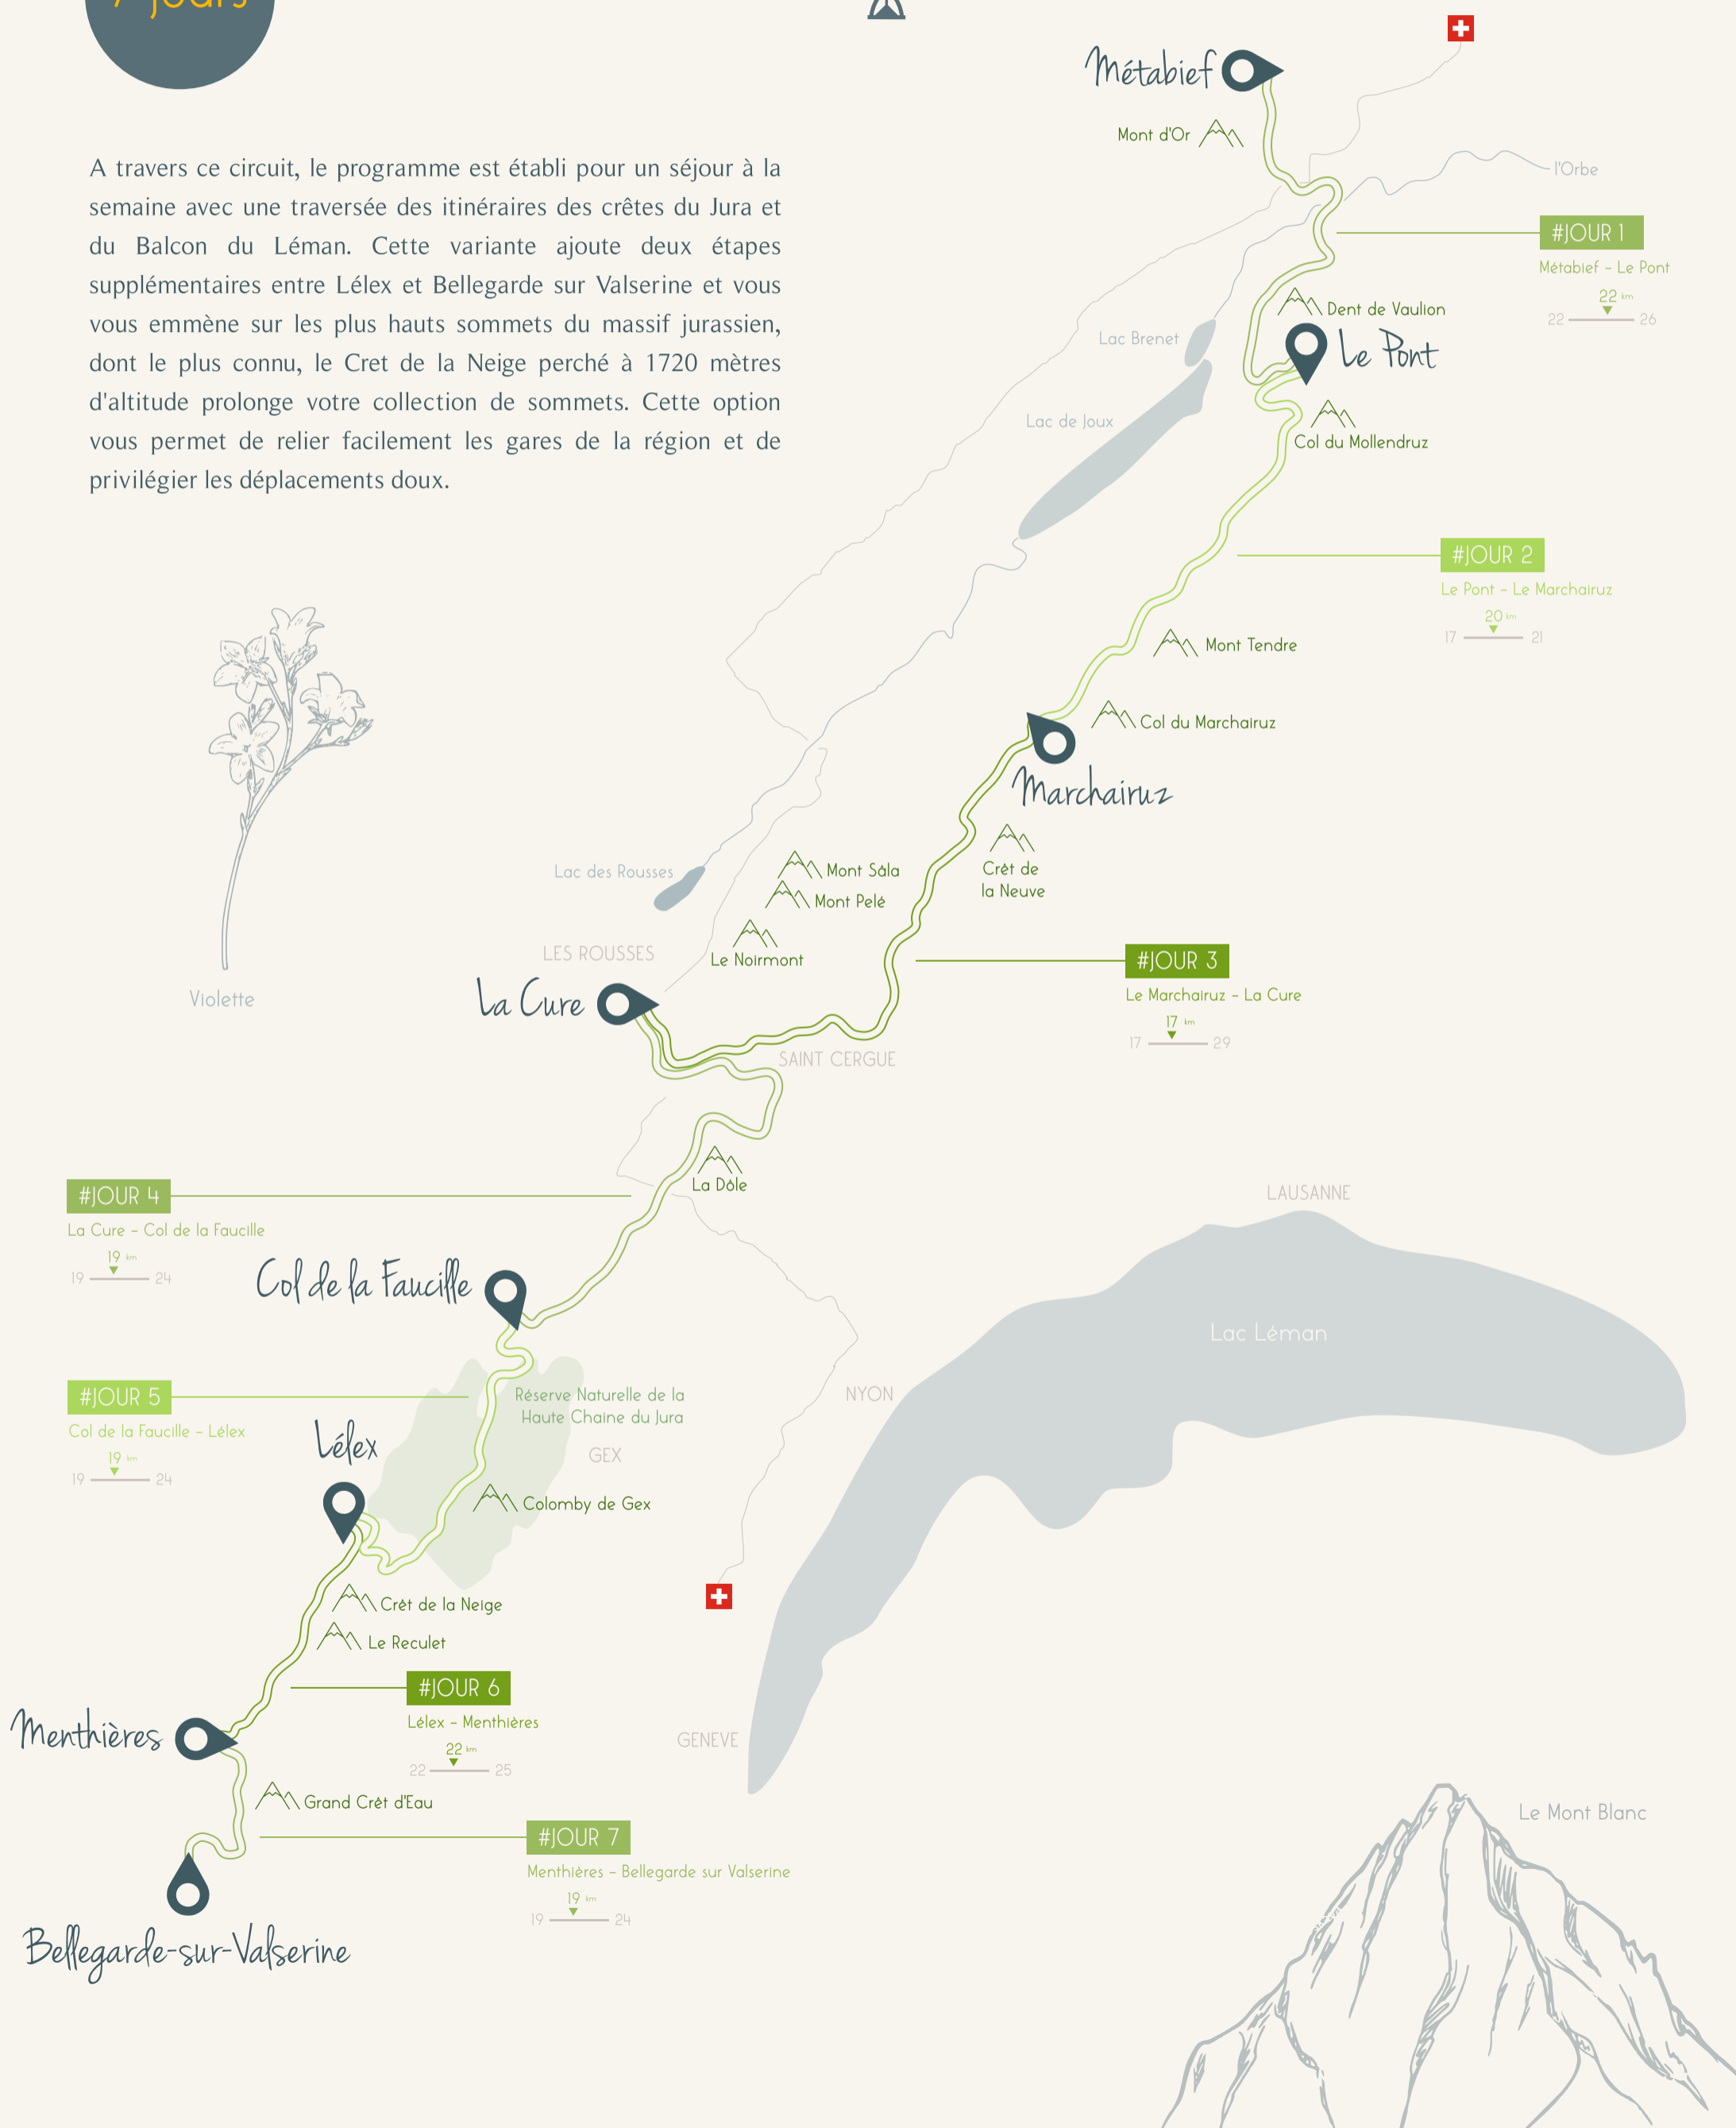 7 jours
A travers ce circuit, le programme est établi pour un séjour à la
semaine avec une traversée des itinéraires des crêtes du Jura et
du Balcon du Léman. Cette variante ajoute deux étapes
supplémentaires entre Lélex et Bellegarde sur Valserine et vous
vous emmène sur les plus hauts sommets du massif jurassien,
dont le plus connu, le Cret de la Neige perché à 1720 mètres
d'altitude prolonge votre collection de sommets. Cette option
vous permet de relier facilement les gares de la région et de
privilégier les déplacements doux.
Métabief
Mont d'Or
l'Orbe
#JOUR 1
Métabief - Le Pont
22 km
22 26
Dent de Vaulion
Le Pont
Lac Brenet
Lac de Joux
Col du Mollendruz
#JOUR 2
Le Pont - Le Marchairuz
20 km
17 21
Mont Tendre
Col du Marchairuz
Marchairuz
Crêt de
la Neuve
Mont Sâla
Mont Pelé
Le Noirmont
Lac des Rousses
LES ROUSSES
La Cure
Violette
#JOUR 3
Le Marchairuz - La Cure
17 km
17 29
SAINT CERGUE
La Dôle
#JOUR 4
La Cure - Col de la Faucille
19 km
19 24
Col de la Faucille
LAUSANNE
Lac Léman
NYON
#JOUR 5
Col de la Faucille - Lélex
19 km
19 24
Réserve Naturelle de la
Haute Chaine du Jura
GEX
Lélex
Colomby de Gex
Crêt de la Neige
Le Reculet
#JOUR 6
Lélex - Menthières
22 km
22 25
Menthières
GENEVE
Grand Crêt d'Eau
#JOUR 7
Menthières - Bellegarde sur Valserine
19 km
19 24
Bellegarde-sur-Valserine
Le Mont Blanc